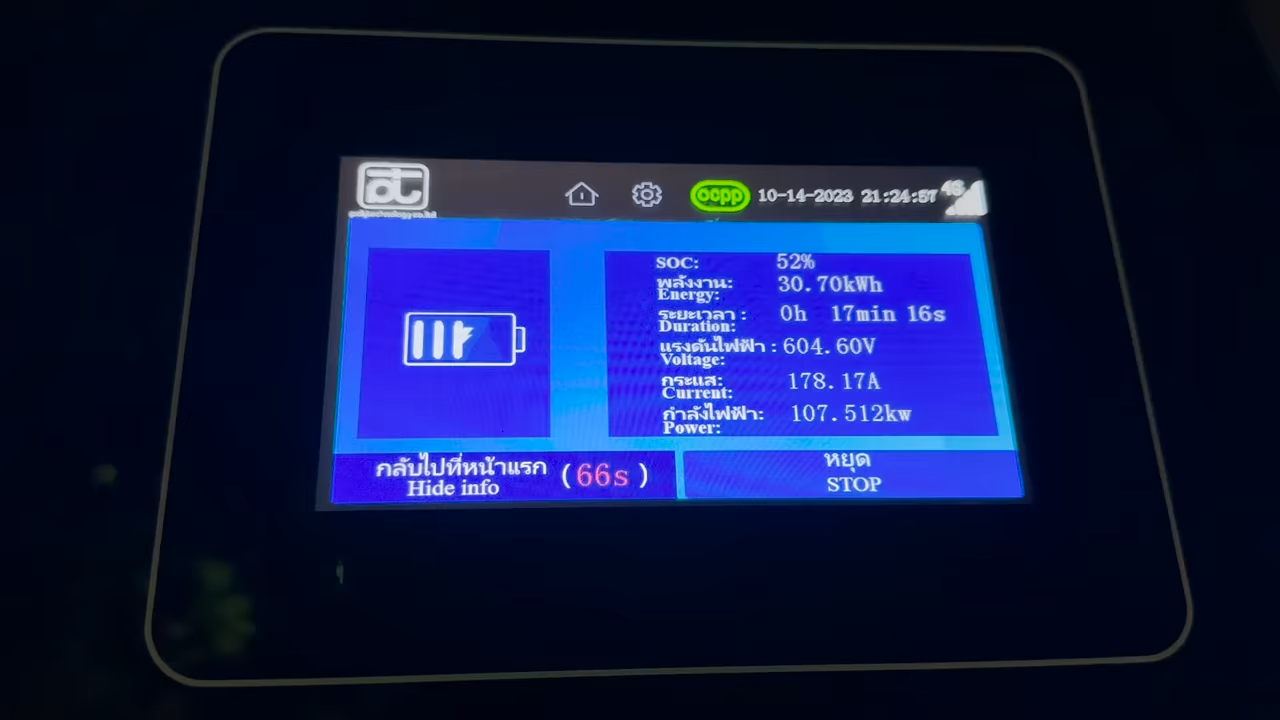 ocpp 10-14-2023 21:24:57 4G
SOC: 52%
พลังงาน: 30.70kWh
Energy:
ระยะเวลา : 0h 17min 16s
Duration:
แรงดันไฟฟ้า : 604.60V
Voltage:
กระแส: 178.17A
Current:
กำลังไฟฟ้า: 107.512kw
Power:
กลับไปที่หน้าแรก (66s)
Hide info
หยุด
STOP